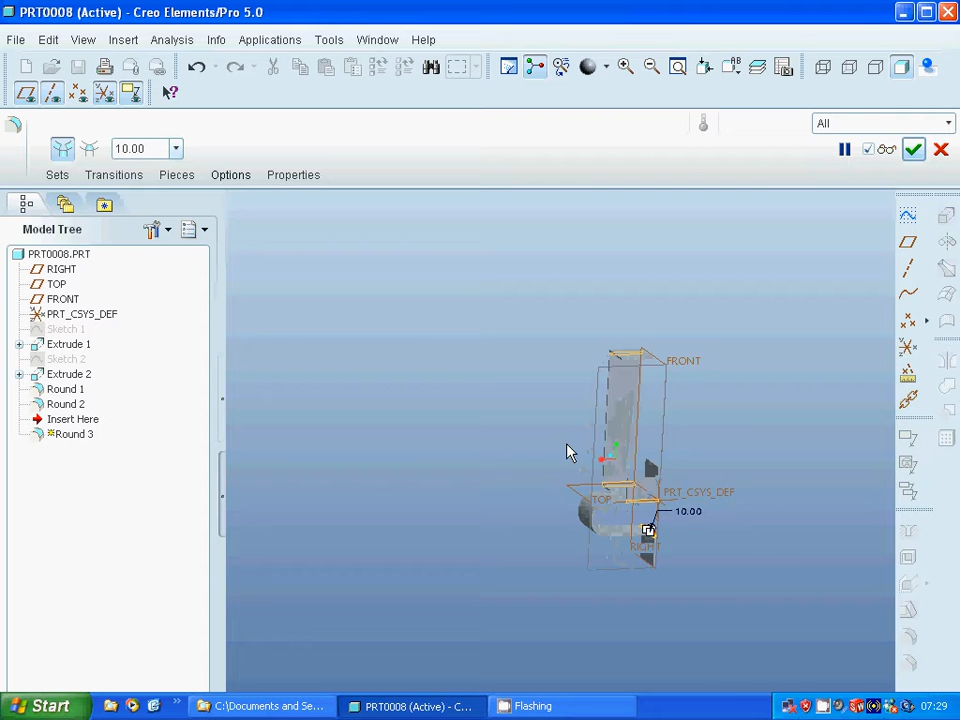 PRT0008 (Active) - Creo Elements/Pro 5.0
File Edit View Insert Analysis Info Applications Tools Window Help
All
10.00
Sets Transitions Pieces Options Properties
Model Tree
PRT0008.PRT
RIGHT
TOP
FRONT
PRT_CSYS_DEF
Sketch 1
Extrude 1
Sketch 2
Extrude 2
Round 1
Round 2
Insert Here
Round 3
FRONT
PRT_CSYS_DEF
TOP
10.00
RIGHT
Start
C:\Documents and Se...
PRT0008 (Active) - C...
Flashing
07:29